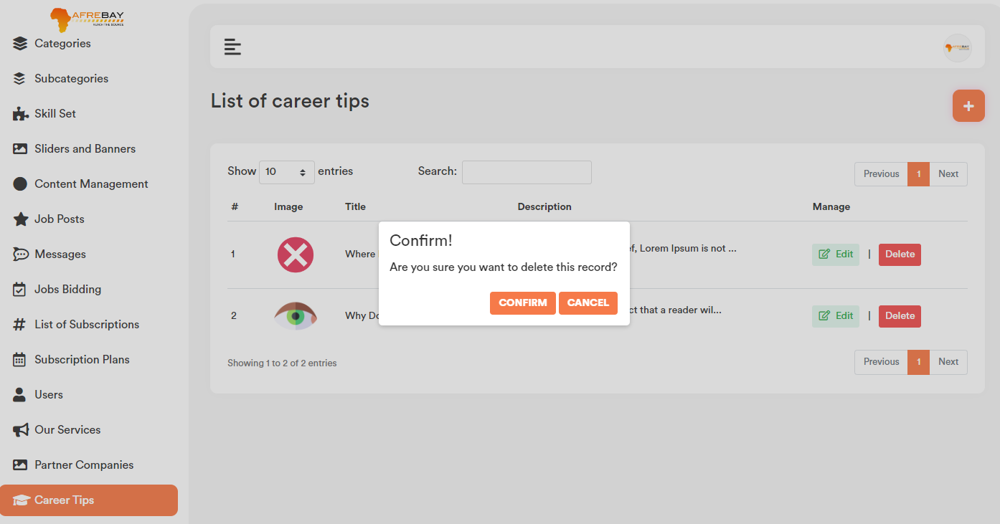 AFREBAY
REACH THE SOURCE
Categories
Subcategories
Skill Set
Sliders and Banners
Content Management
Job Posts
Messages
Jobs Bidding
List of Subscriptions
Subscription Plans
Users
Our Services
Partner Companies
Career Tips
List of career tips
+
Show 10 entries Search:
Previous 1 Next
# Image Title Description Manage
1 Where ef, Lorem Ipsum is not ... Edit | Delete
2 Why Do ct that a reader wil... Edit | Delete
Showing 1 to 2 of 2 entries
Previous 1 Next
Confirm!
Are you sure you want to delete this record?
CONFIRM CANCEL